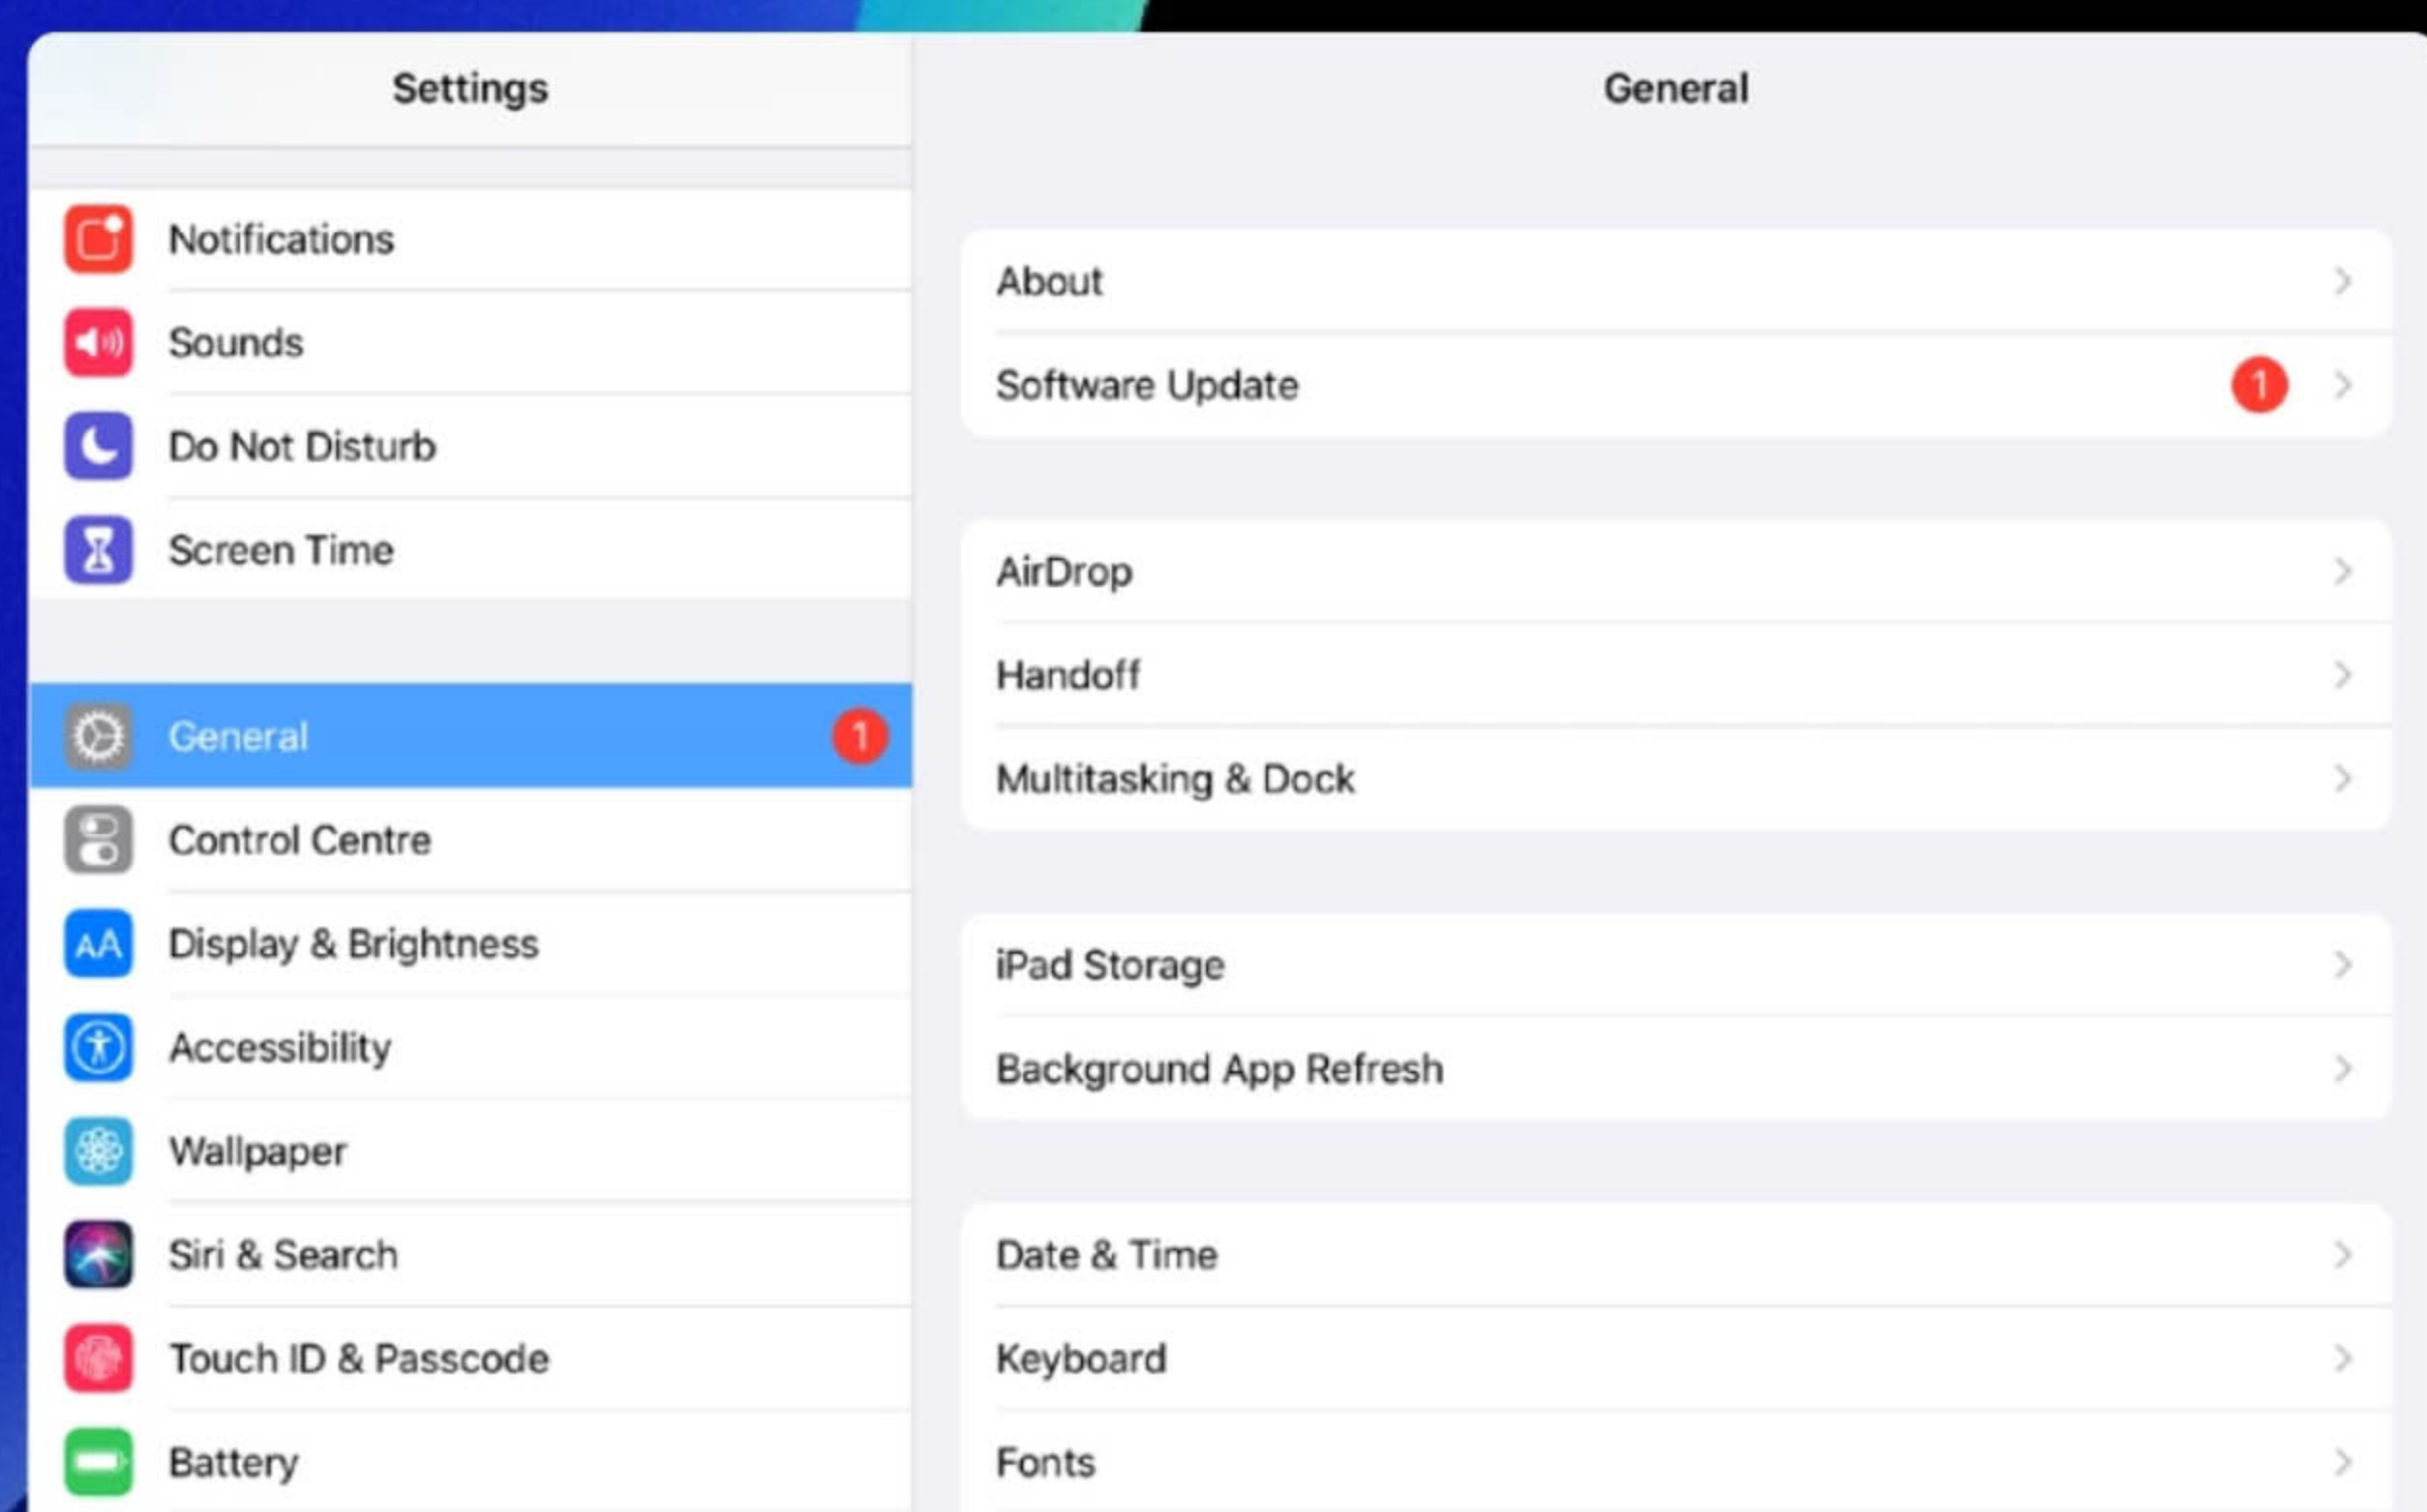 Settings
Notifications
Sounds
Do Not Disturb
Screen Time
General
1
Control Centre
AA
Display & Brightness
Accessibility
Wallpaper
Siri & Search
Touch ID & Passcode
Battery
General
About
Software Update
1
AirDrop
Handoff
Multitasking & Dock
iPad Storage
Background App Refresh
Date & Time
Keyboard
Fonts